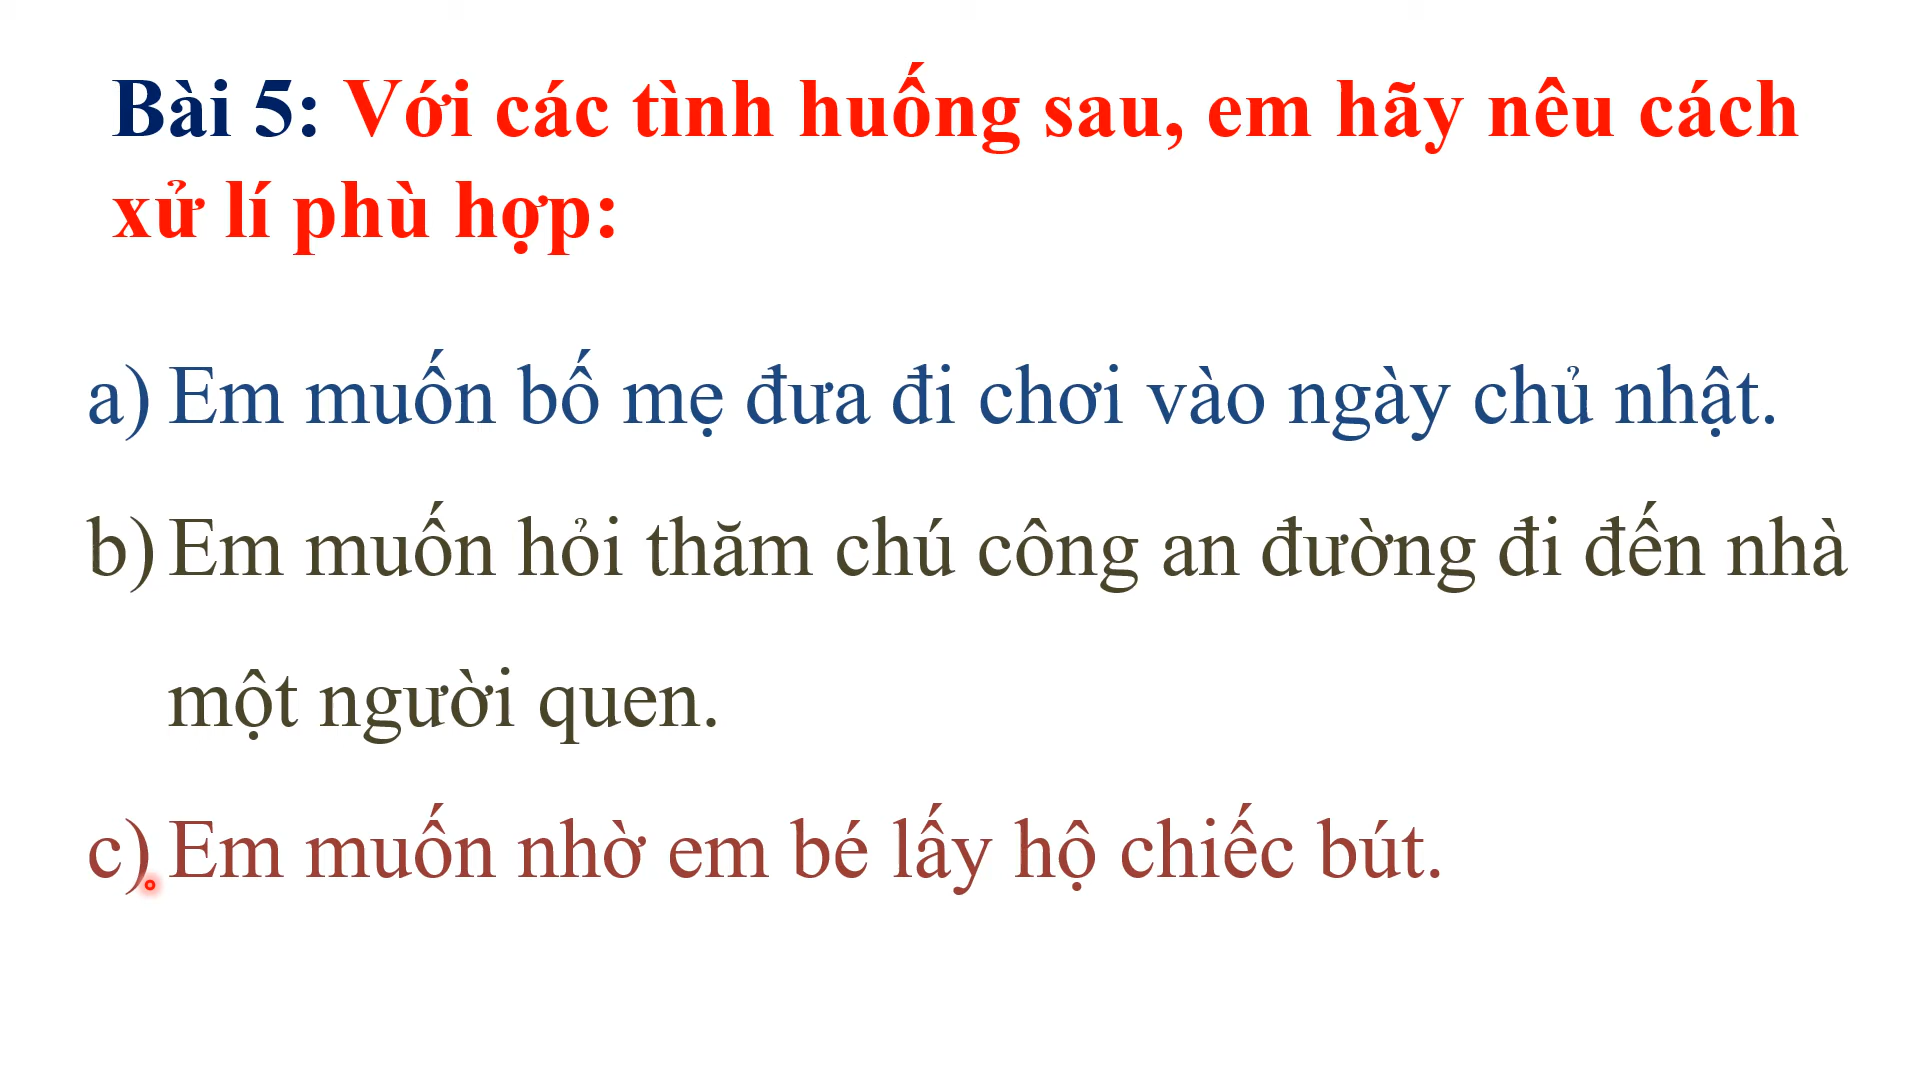 Bài 5: Với các tình huống sau, em hãy nêu cách
xử lí phù hợp:
a) Em muốn bố mẹ đưa đi chơi vào ngày chủ nhật.
b) Em muốn hỏi thăm chú công an đường đi đến nhà
một người quen.
c) Em muốn nhờ em bé lấy hộ chiếc bút.